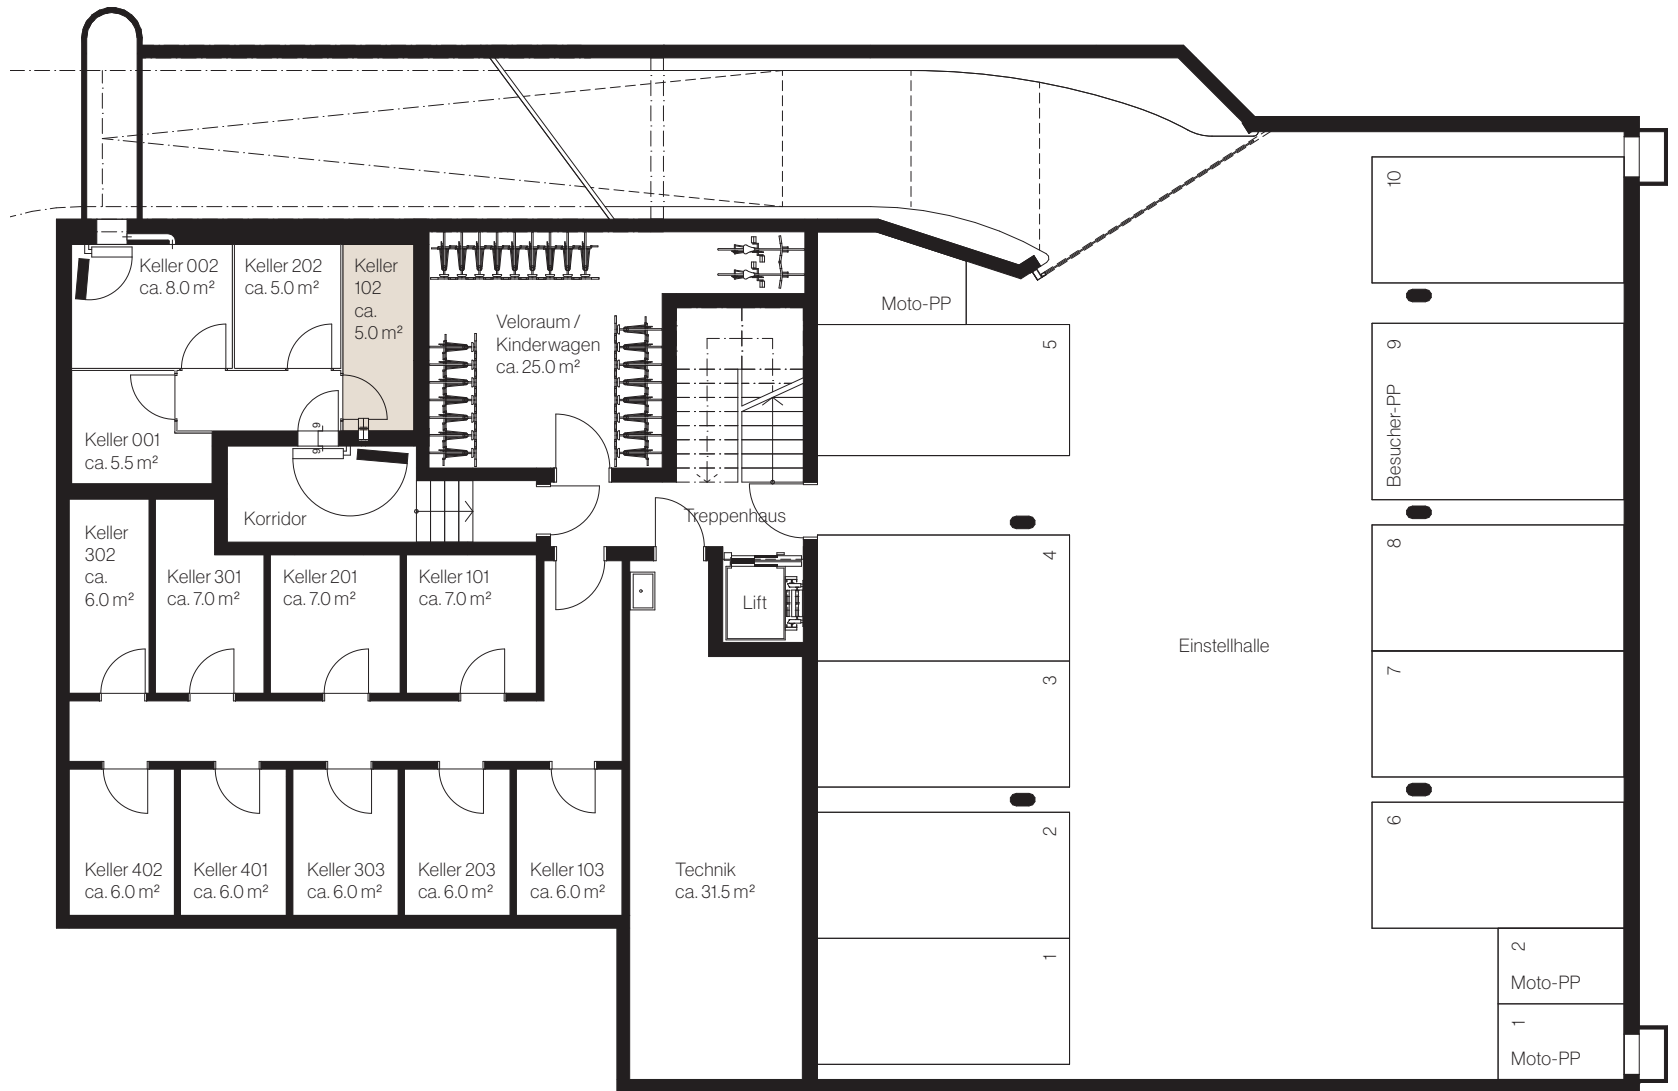 10
Keller 002
ca. 8.0 m²
Keller 202
ca. 5.0 m²
Keller
102
ca.
5.0 m²
Moto-PP
Veloraum /
Kinderwagen
ca. 25.0 m²
5
9
Besucher-PP
Keller 001
ca. 5.5 m²
9
9
Korridor
Treppenhaus
Keller
302
ca.
6.0 m²
Keller 301
ca. 7.0 m²
Keller 201
ca. 7.0 m²
Keller 101
ca. 7.0 m²
4
8
Lift
Einstellhalle
3
7
2
6
Keller 402
ca. 6.0 m²
Keller 401
ca. 6.0 m²
Keller 303
ca. 6.0 m²
Keller 203
ca. 6.0 m²
Keller 103
ca. 6.0 m²
Technik
ca. 31.5 m²
1
2
Moto-PP
1
Moto-PP